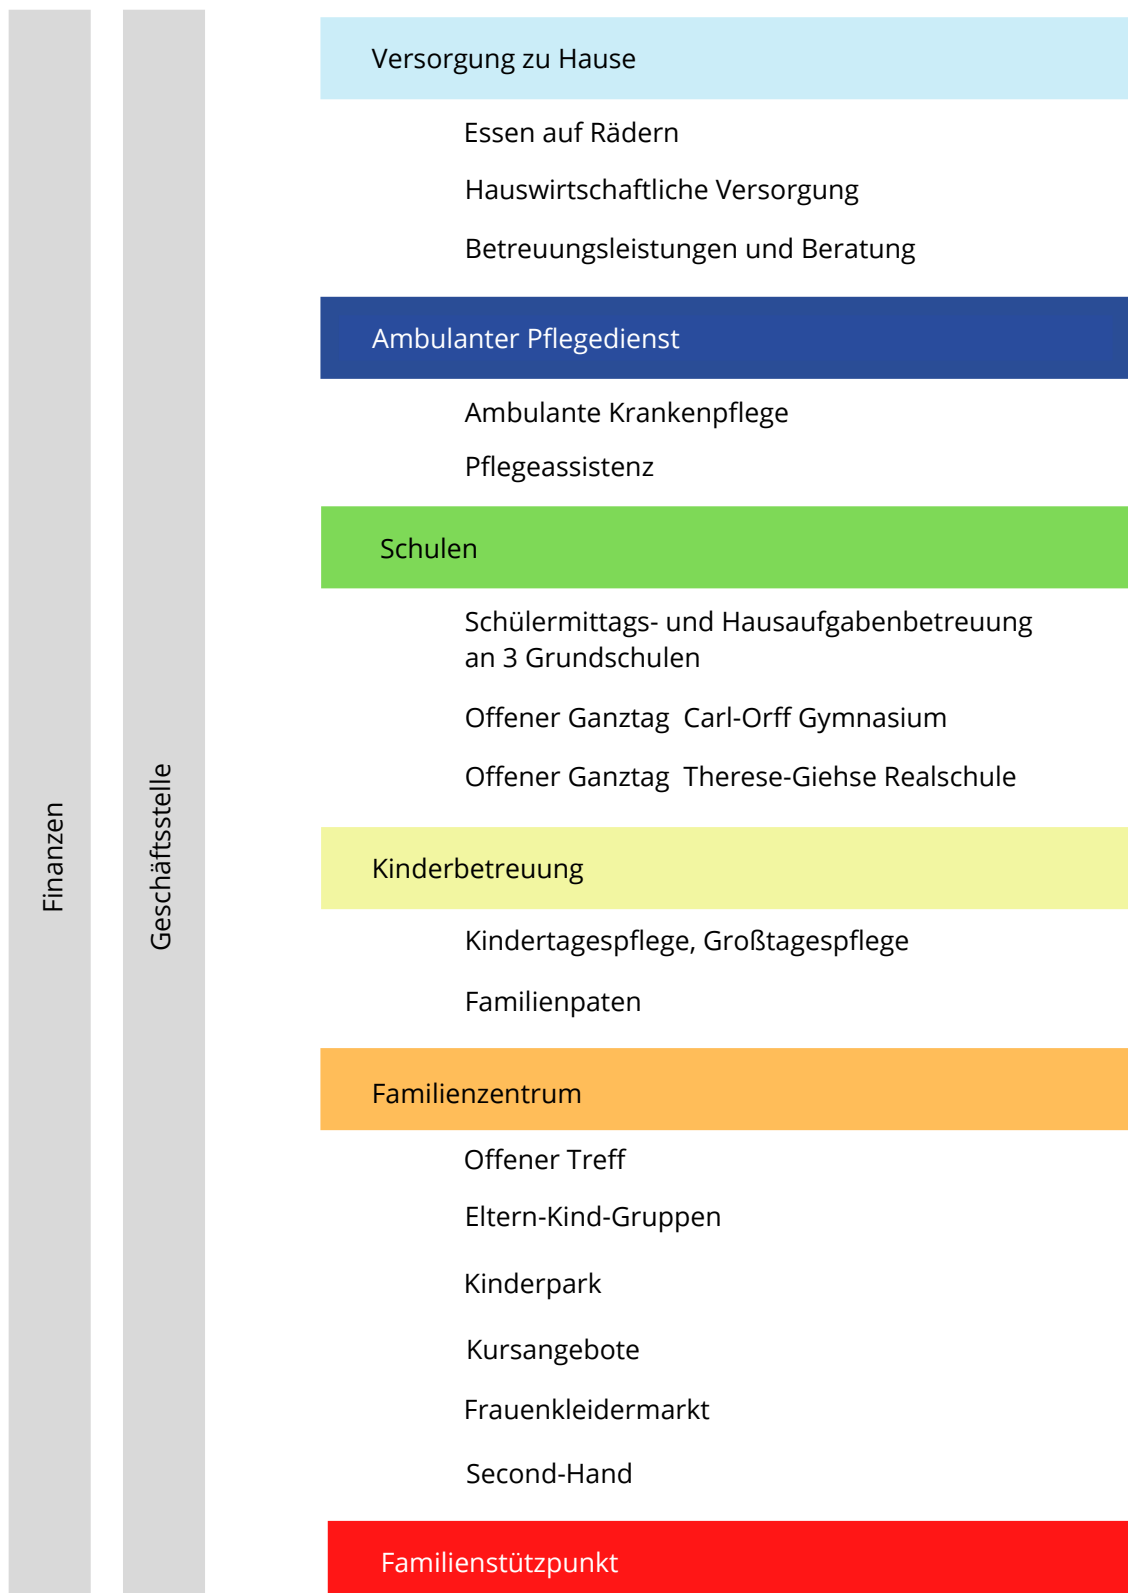 Finanzen
Geschäftsstelle
Versorgung zu Hause
Essen auf Rädern
Hauswirtschaftliche Versorgung
Betreuungsleistungen und Beratung
Ambulanter Pflegedienst
Ambulante Krankenpflege
Pflegeassistenz
Schulen
Schülermittags- und Hausaufgabenbetreuung
an 3 Grundschulen
Offener Ganztag  Carl-Orff Gymnasium
Offener Ganztag  Therese-Giehse Realschule
Kinderbetreuung
Kindertagespflege, Großtagespflege
Familienpaten
Familienzentrum
Offener Treff
Eltern-Kind-Gruppen
Kinderpark
Kursangebote
Frauenkleidermarkt
Second-Hand
Familienstützpunkt